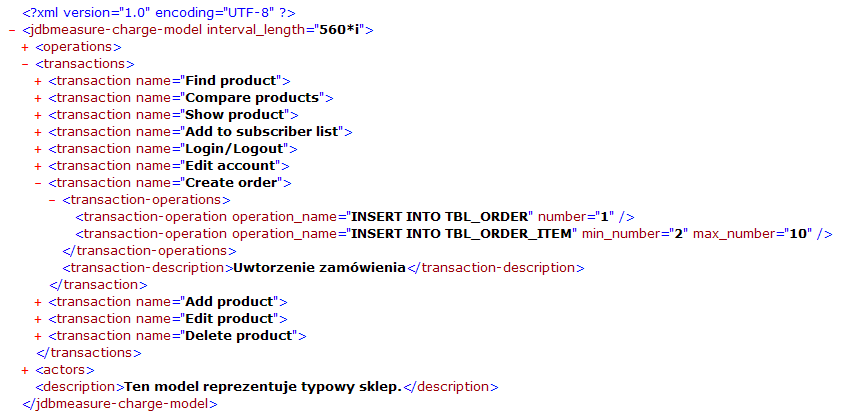 <?xml version="1.0" encoding="UTF-8" ?>
- <jdbmeasure-charge-model interval_length="560*i">
+ <operations>
- <transactions>
+ <transaction name="Find product">
+ <transaction name="Compare products">
+ <transaction name="Show product">
+ <transaction name="Add to subscriber list">
+ <transaction name="Login/Logout">
+ <transaction name="Edit account">
- <transaction name="Create order">
- <transaction-operations>
<transaction-operation operation_name="INSERT INTO TBL_ORDER" number="1" />
<transaction-operation operation_name="INSERT INTO TBL_ORDER_ITEM" min_number="2" max_number="10" />
</transaction-operations>
<transaction-description>Uwtorzenie zamówienia</transaction-description>
</transaction>
+ <transaction name="Add product">
+ <transaction name="Edit product">
+ <transaction name="Delete product">
</transactions>
+ <actors>
<description>Ten model reprezentuje typowy sklep.</description>
</jdbmeasure-charge-model>